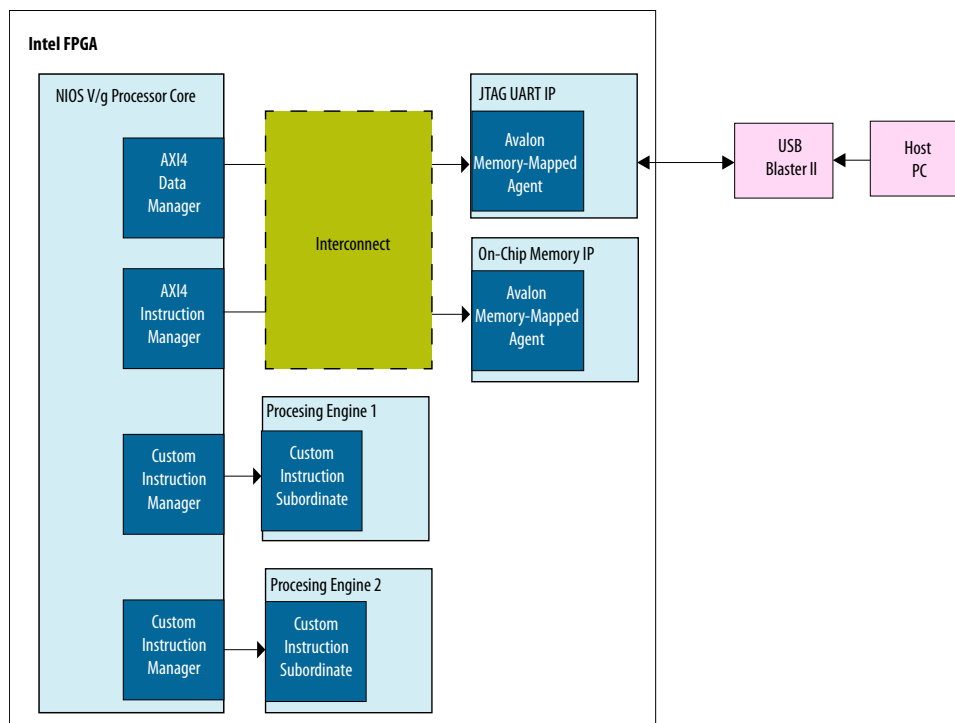 Intel FPGA
NIOS V/g Processor Core
AXI4
Data
Manager
AXI4
Instruction
Manager
Custom
Instruction
Manager
Custom
Instruction
Manager
Interconnect
JTAG UART IP
Avalon
Memory-Mapped
Agent
On-Chip Memory IP
Avalon
Memory-Mapped
Agent
Procesing Engine 1
Custom
Instruction
Subordinate
Procesing Engine 2
Custom
Instruction
Subordinate
USB
Blaster II
Host
PC